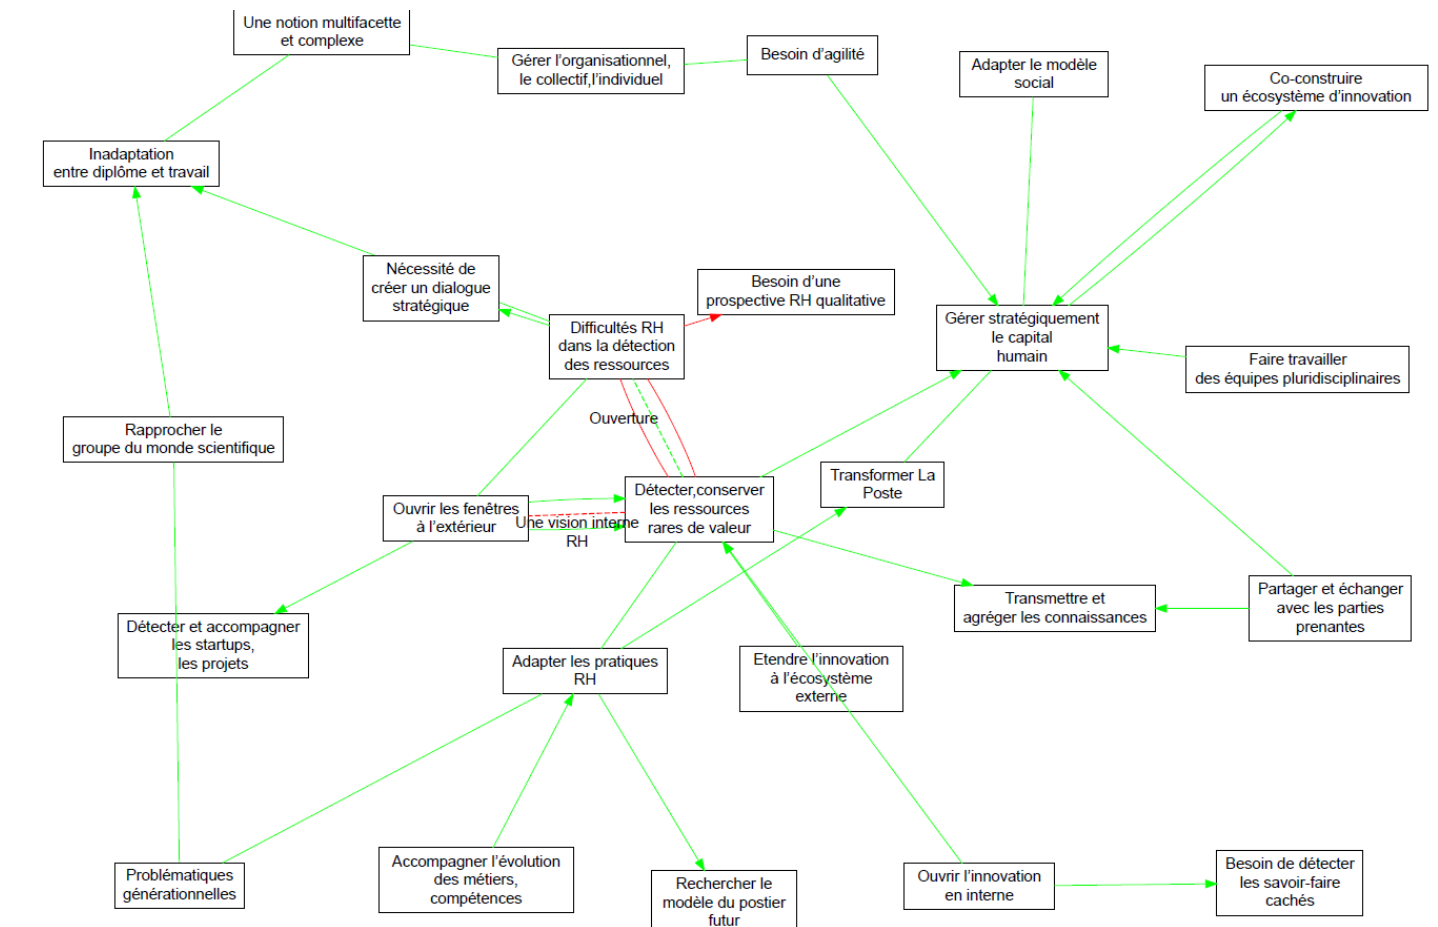 Une notion multifacette
et complexe
Gérer l'organisationnel,
le collectif,l'individuel
Besoin d'agilité
Adapter le modèle
social
Co-construire
un écosystème d'innovation
Inadaptation
entre diplôme et travail
Nécessité de
créer un dialogue
stratégique
Besoin d'une
prospective RH qualitative
Difficultés RH
dans la détection
des ressources
Gérer stratégiquement
le capital
humain
Faire travailler
des équipes pluridisciplinaires
Ouverture
Rapprocher le
groupe du monde scientifique
Transformer La
Poste
Détecter,conserver
les ressources
rares de valeur
Ouvrir les fenêtres
à l'extérieur
Une vision interne
RH
Transmettre et
agréger les connaissances
Partager et échanger
avec les parties
prenantes
Détecter et accompagner
les startups,
les projets
Adapter les pratiques
RH
Etendre l'innovation
à l'écosystème
externe
Problématiques
générationnelles
Accompagner l'évolution
des métiers,
compétences
Rechercher le
modèle du postier
futur
Ouvrir l'innovation
en interne
Besoin de détecter
les savoir-faire
cachés